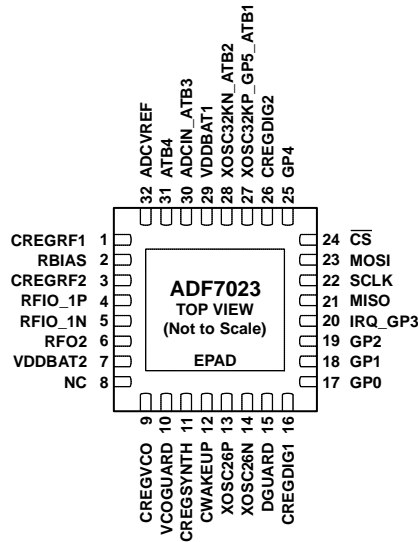 32 ADCVREF
31 ATB4
30 ADCIN_ATB3
29 VDDBAT1
28 XOSC32KN_ATB2
27 XOSC32KP_GP5_ATB1
26 CREGDIG2
25 GP4
CREGRF1 1
RBIAS 2
CREGRF2 3
RFIO_1P 4
RFIO_1N 5
RFO2 6
VDDBAT2 7
NC 8
ADF7023
TOP VIEW
(Not to Scale)
EPAD
24 CS
23 MOSI
22 SCLK
21 MISO
20 IRQ_GP3
19 GP2
18 GP1
17 GP0
CREGVCO 9
VCOGUARD 10
CREGSYNTH 11
CWAKEUP 12
XOSC26P 13
XOSC26N 14
DGUARD 15
CREGDIG1 16